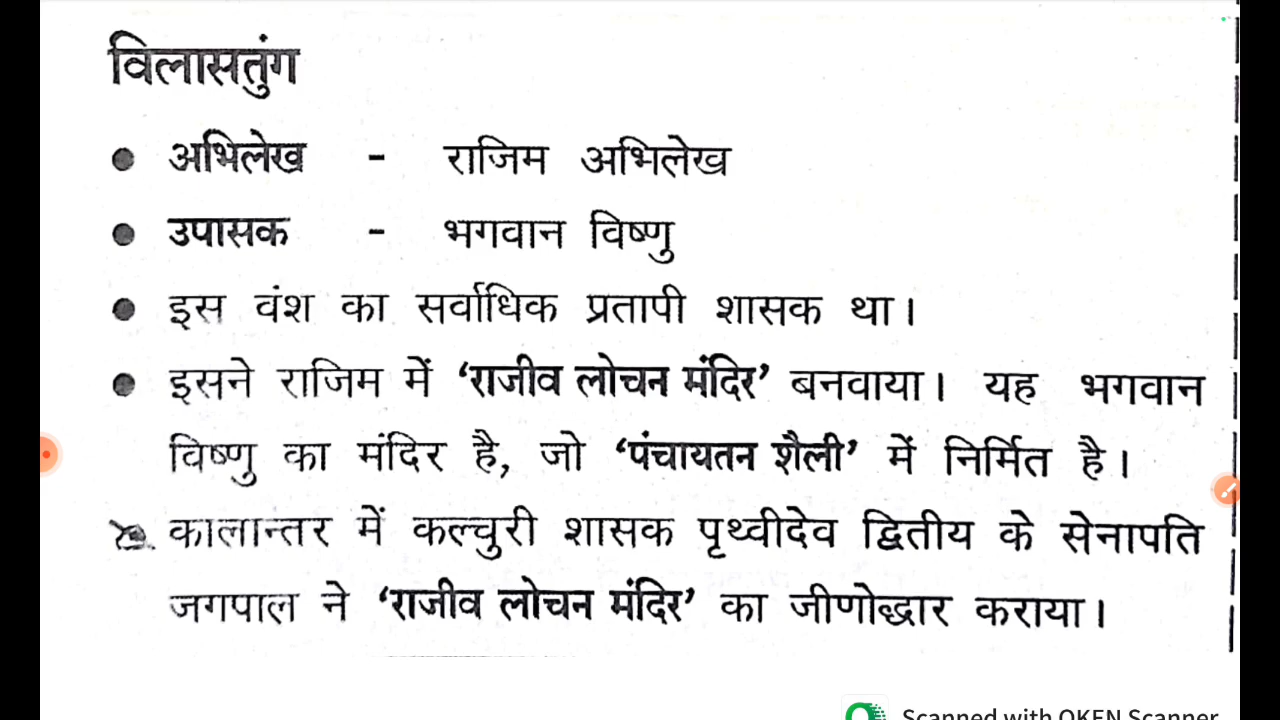 विलासतुंग
● अभिलेख - राजिम अभिलेख
● उपासक - भगवान विष्णु
● इस वंश का सर्वाधिक प्रतापी शासक था।
● इसने राजिम में ‘राजीव लोचन मंदिर’ बनवाया। यह भगवान
विष्णु का मंदिर है, जो ‘पंचायतन शैली’ में निर्मित है।
कालान्तर में कल्चुरी शासक पृथ्वीदेव द्वितीय के सेनापति
जगपाल ने ‘राजीव लोचन मंदिर’ का जीणोद्धार कराया।
Scanned with OKEN Scanner